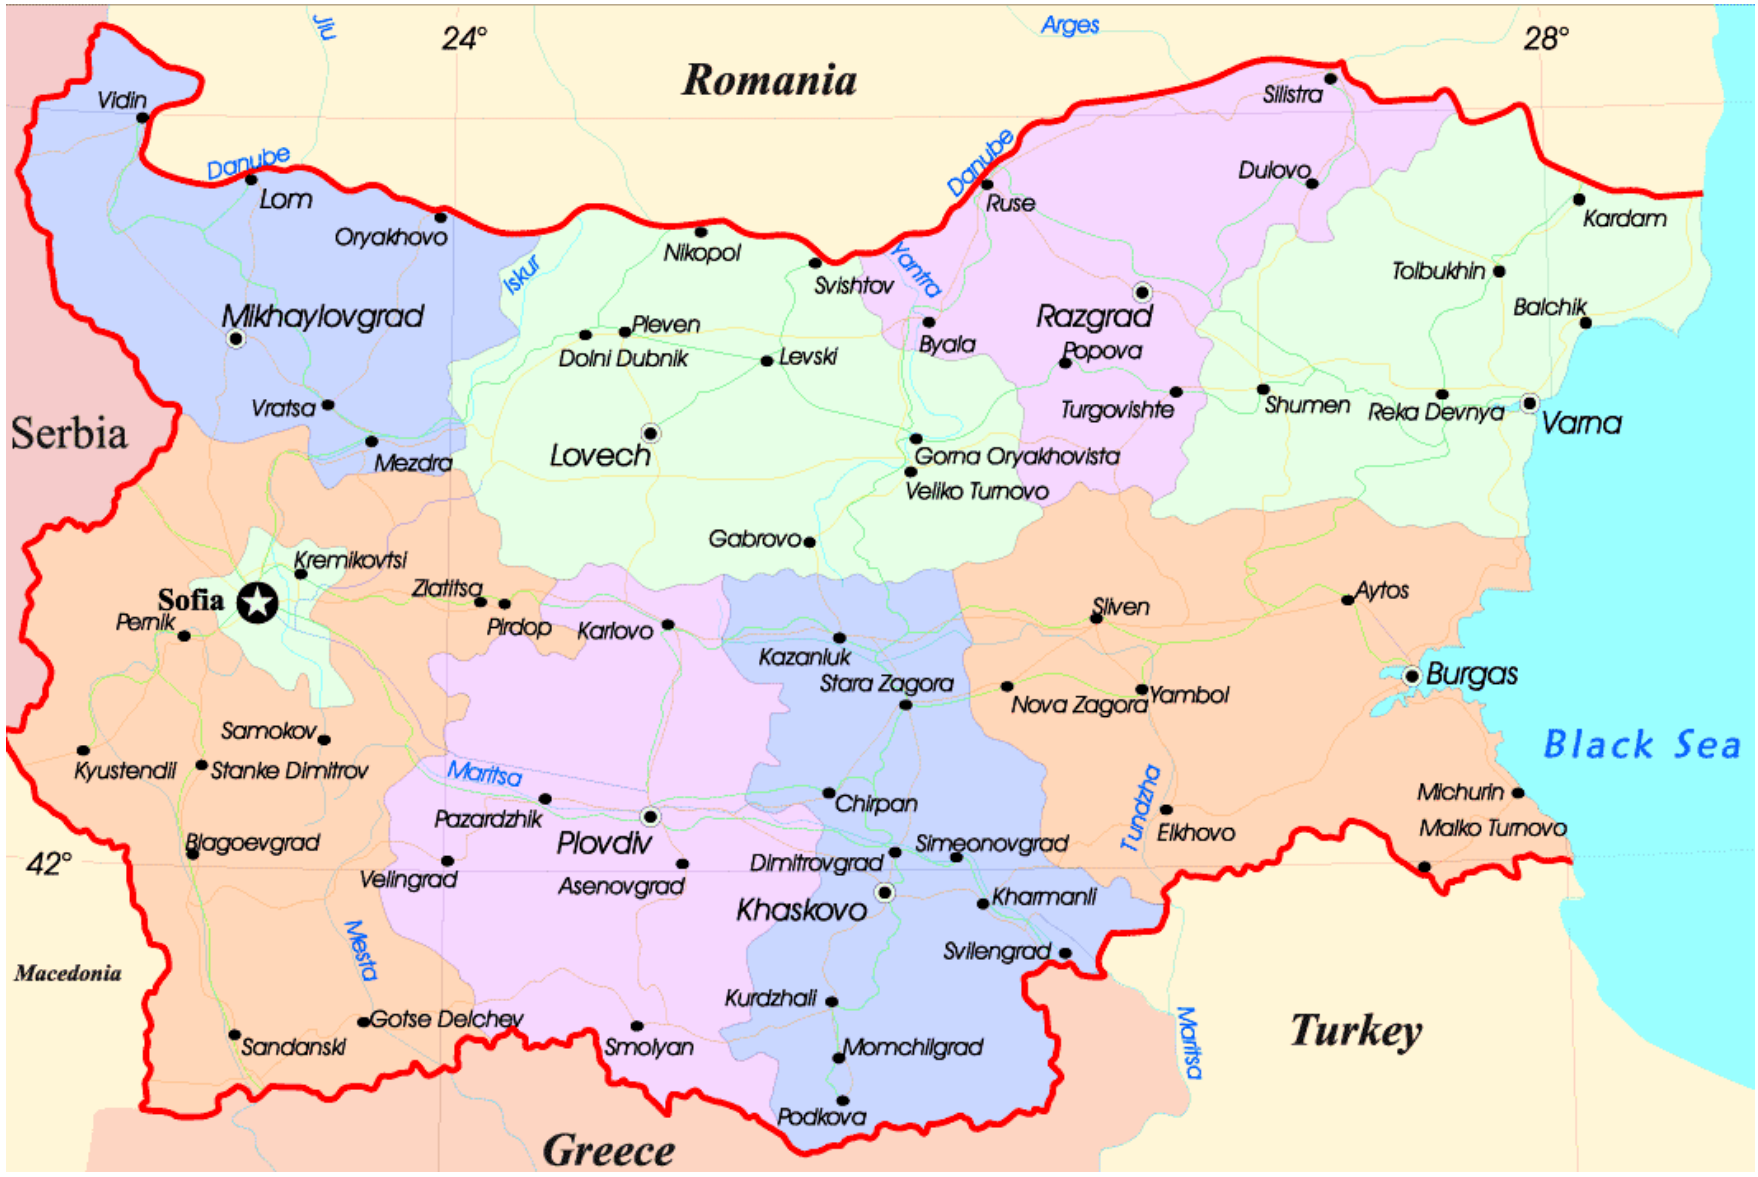 Jiu
24°
Arges
28°
Romania
Silistra
Vidin
Danube
Danube
Dulovo
Lom
Ruse
Kardam
Oryakhovo
Nikopol
Iskur
Yantra
Svishtov
Tolbukhin
Balchik
Mikhaylovgrad
Razgrad
Pleven
Byala
Popova
Dolni Dubnik
Levski
Vratsa
Turgovishte
Shumen
Reka Devnya
Varna
Serbia
Lovech
Mezdra
Gorna Oryakhovista
Veliko Turnovo
Gabrovo
Kremikovtsi
Zlatitsa
Sofia
Pernik
Pirdop
Karlovo
Sliven
Aytos
Kazanluk
Stara Zagora
Burgas
Nova Zagora
Yambol
Samokov
Black Sea
Kyustendil
Stanke Dimitrov
Maritsa
Chirpan
Tundzha
Michurin
Pazardzhik
Elkhovo
Malko Turnovo
Blagoevgrad
Plovdiv
Simeonovgrad
42°
Dimitrovgrad
Velingrad
Asenovgrad
Khaskovo
Kharmanli
Mesta
Svilengrad
Macedonia
Kurdzhali
Gotse Delchev
Turkey
Maritsa
Sandanski
Smolyan
Momchilgrad
Podkova
Greece